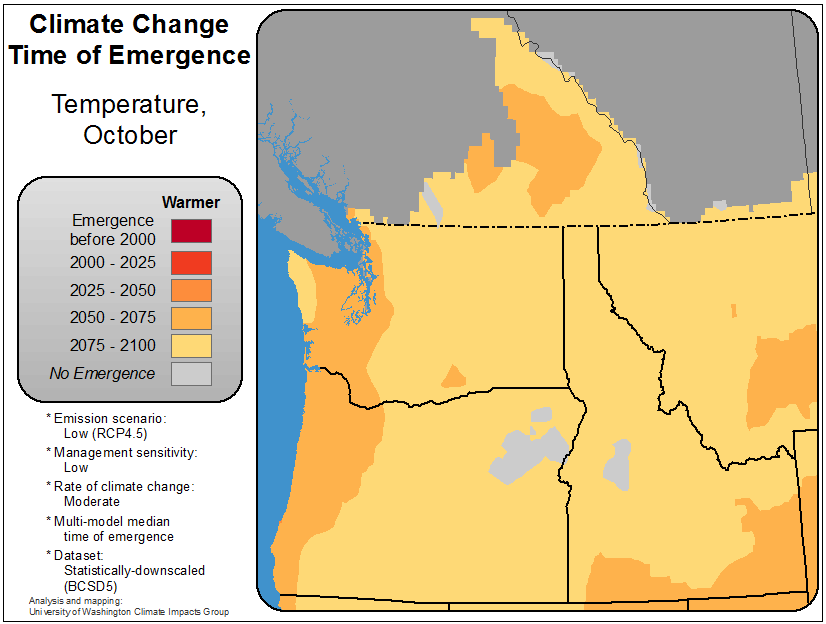 Climate Change
Time of Emergence
Temperature,
October
Warmer
Emergence
before 2000
2000 - 2025
2025 - 2050
2050 - 2075
2075 - 2100
No Emergence
* Emission scenario:
Low (RCP4.5)
* Management sensitivity:
Low
* Rate of climate change:
Moderate
* Multi-model median
time of emergence
* Dataset:
Statistically-downscaled
(BCSD5)
Analysis and mapping:
University of Washington Climate Impacts Group